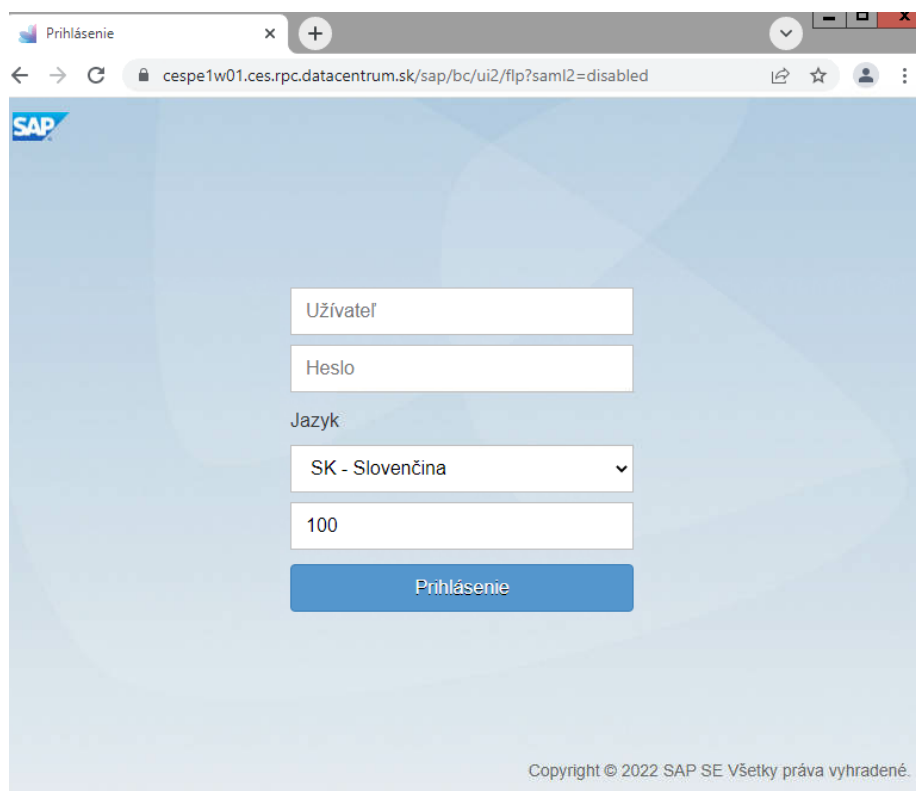 Prihlásenie
cespe1w01.ces.rpc.datacentrum.sk/sap/bc/ui2/flp?saml2=disabled
SAP
Užívateľ
Heslo
Jazyk
SK - Slovenčina
100
Prihlásenie
Copyright © 2022 SAP SE Všetky práva vyhradené.